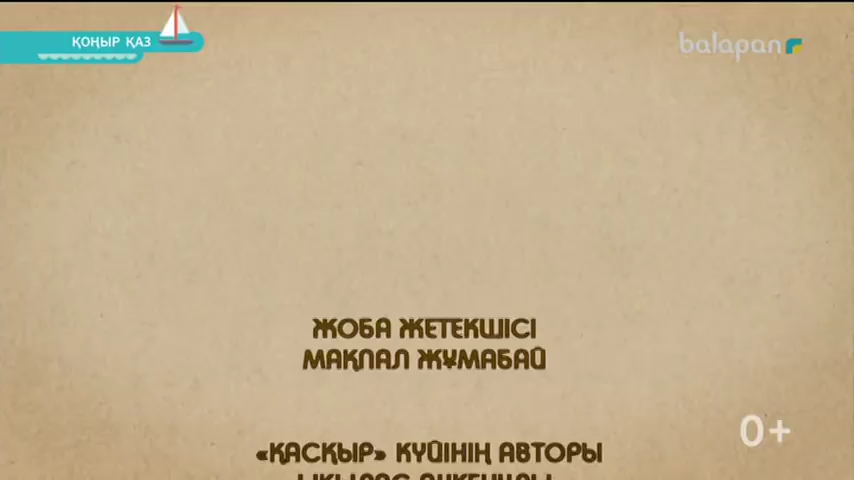 ҚОҢЫР ҚАЗ
balapan
ЖОБА ЖЕТЕКШІСІ
МАҚПАЛ ЖҰМАБАЙ
0+
«ҚАСҚЫР» КҮЙІНІҢ АВТОРЫ